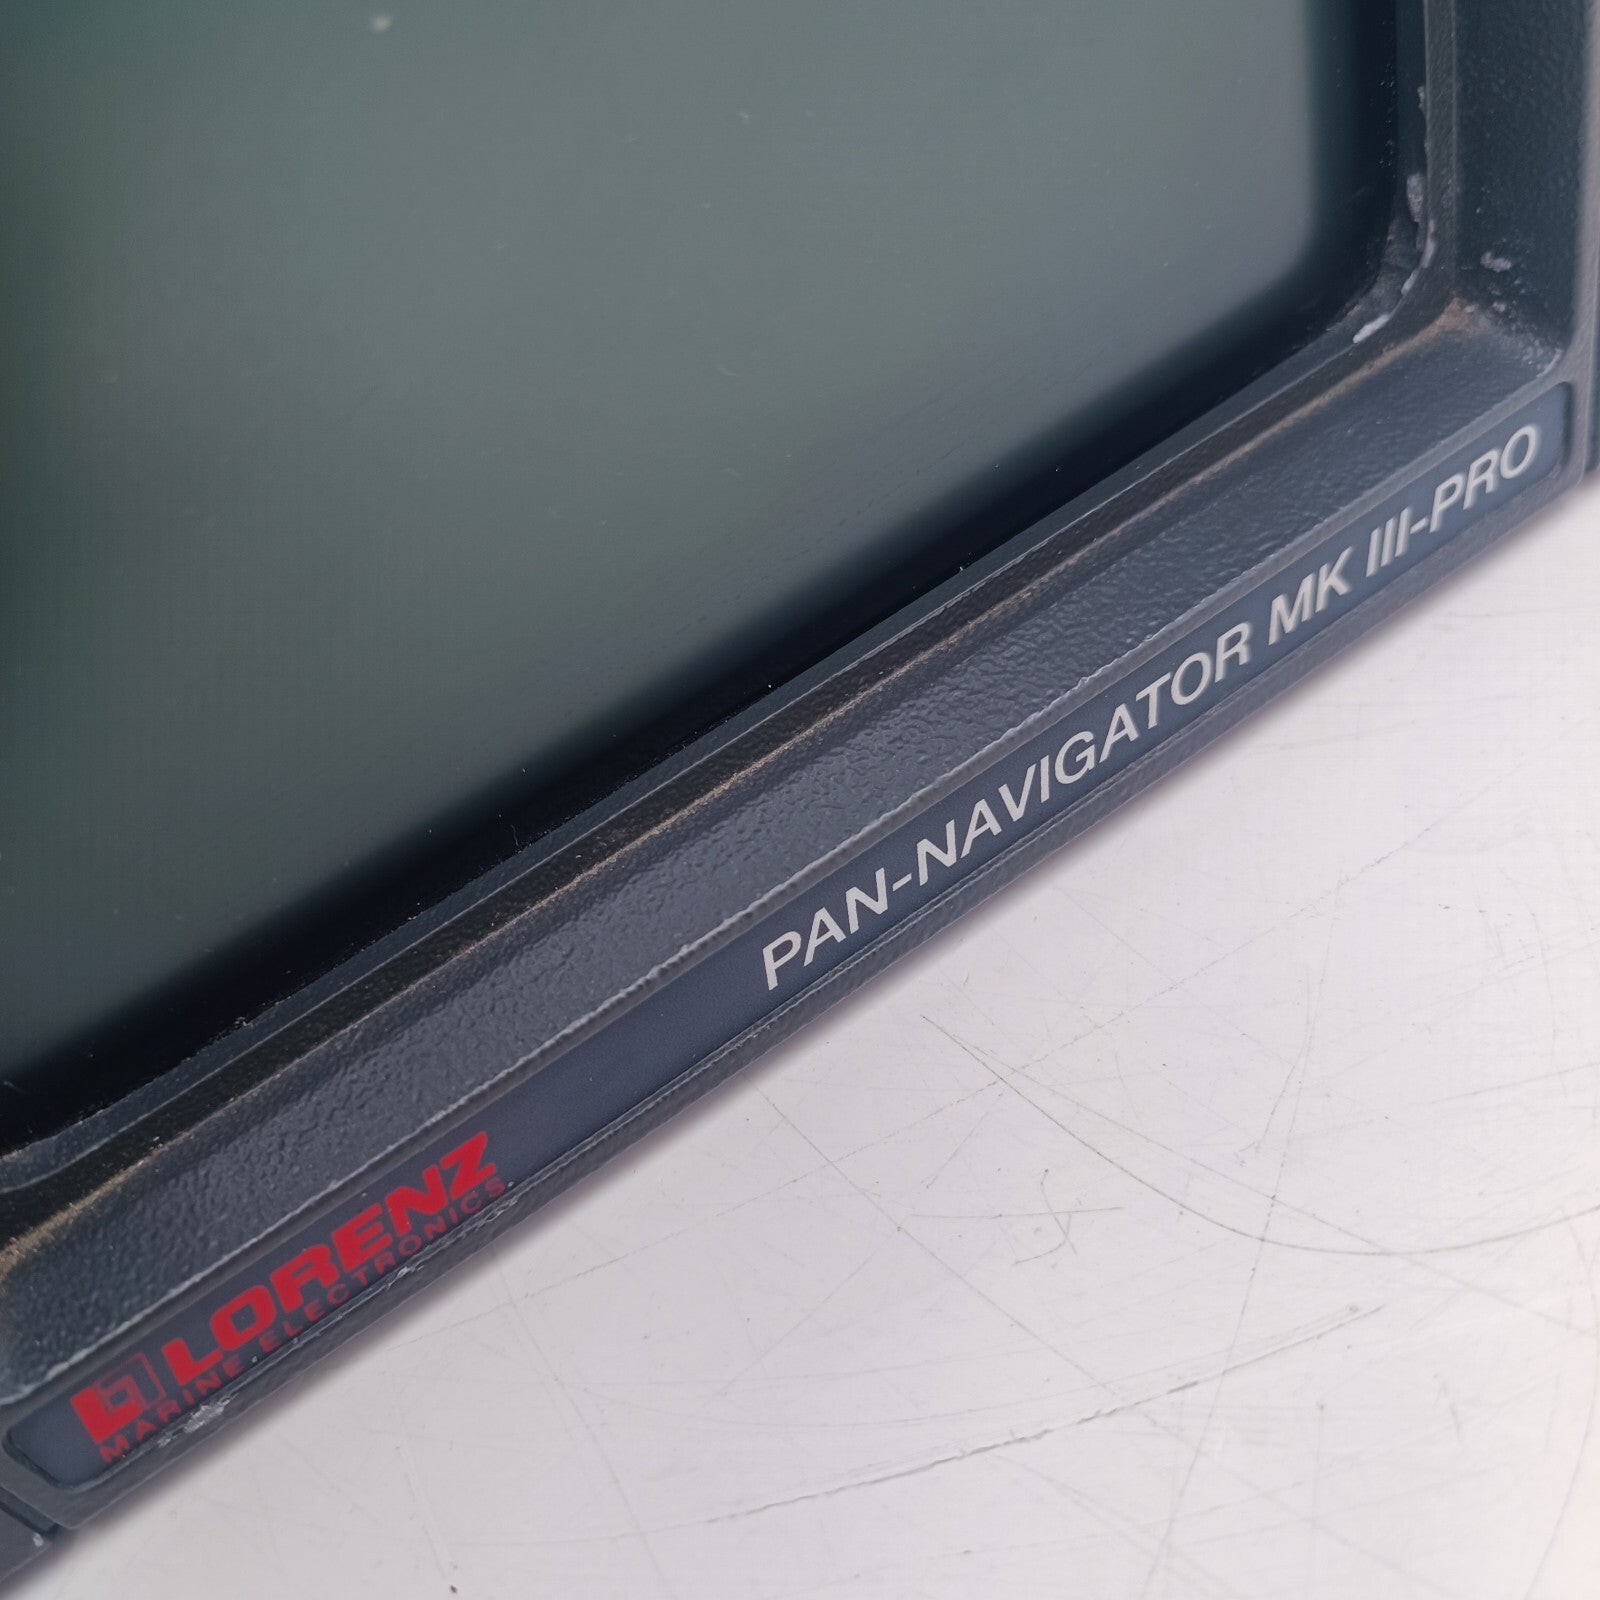 PAN-NAVIGATOR MK III-PRO
LORENZ
MARINE ELECTRONICS